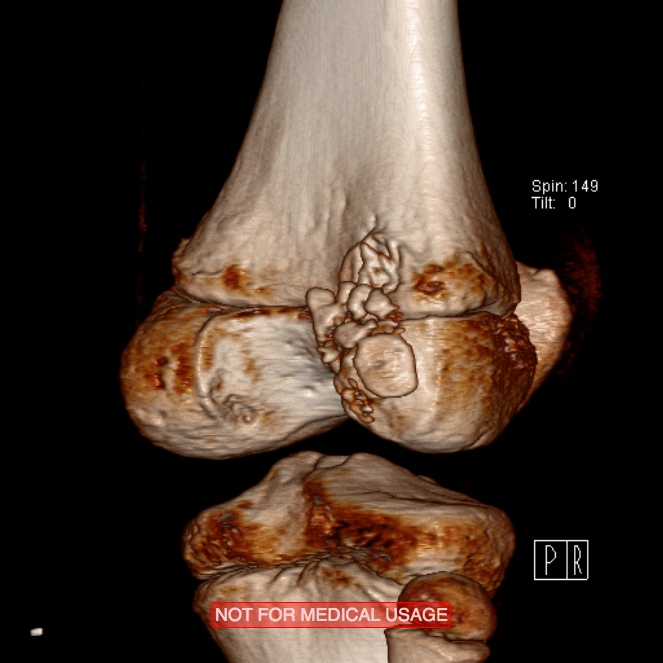 Spin: 149
Tilt: 0
P R
NOT FOR MEDICAL USAGE